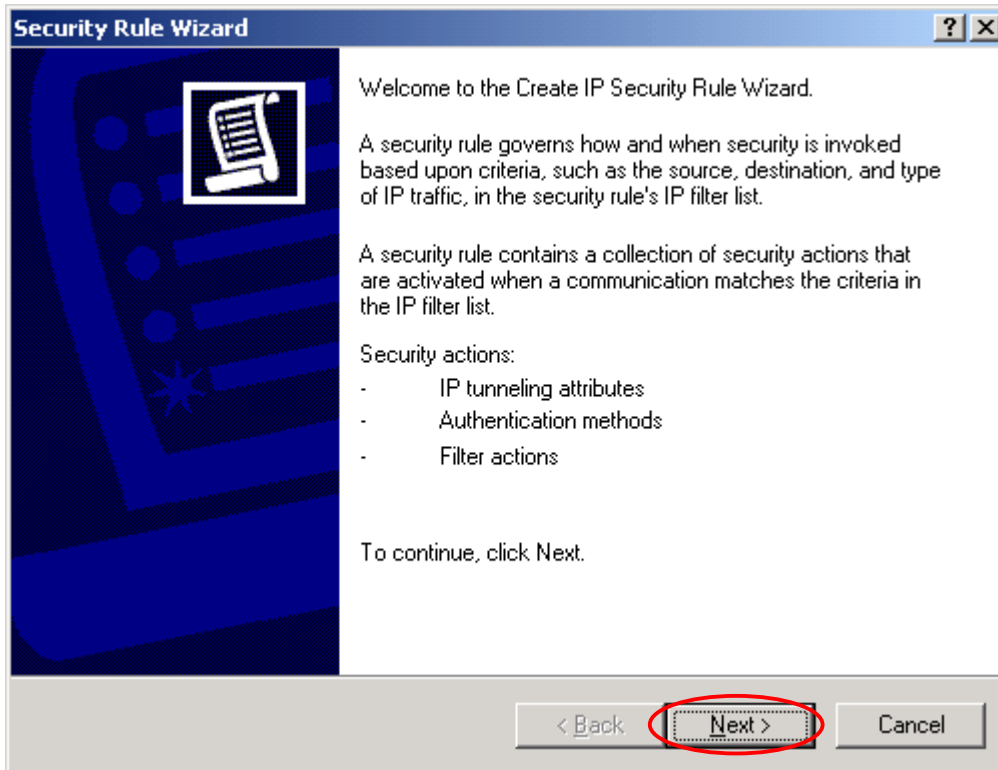 Security Rule Wizard
Welcome to the Create IP Security Rule Wizard.
A security rule governs how and when security is invoked
based upon criteria, such as the source, destination, and type
of IP traffic, in the security rule's IP filter list.
A security rule contains a collection of security actions that
are activated when a communication matches the criteria in
the IP filter list.
Security actions:
- IP tunneling attributes
- Authentication methods
- Filter actions
To continue, click Next.
< Back Next > Cancel